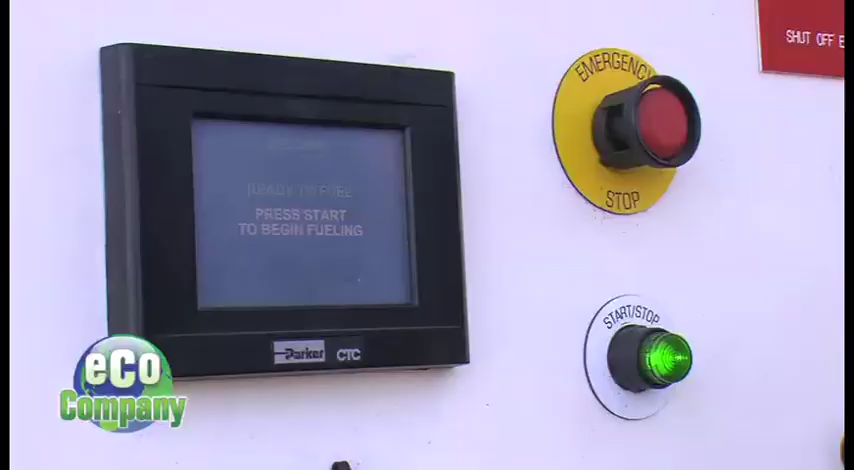 READY TO FUEL
PRESS START
TO BEGIN FUELING
Parker CTC
EMERGENCY
STOP
START/STOP
SHUT OFF
eCo
Company